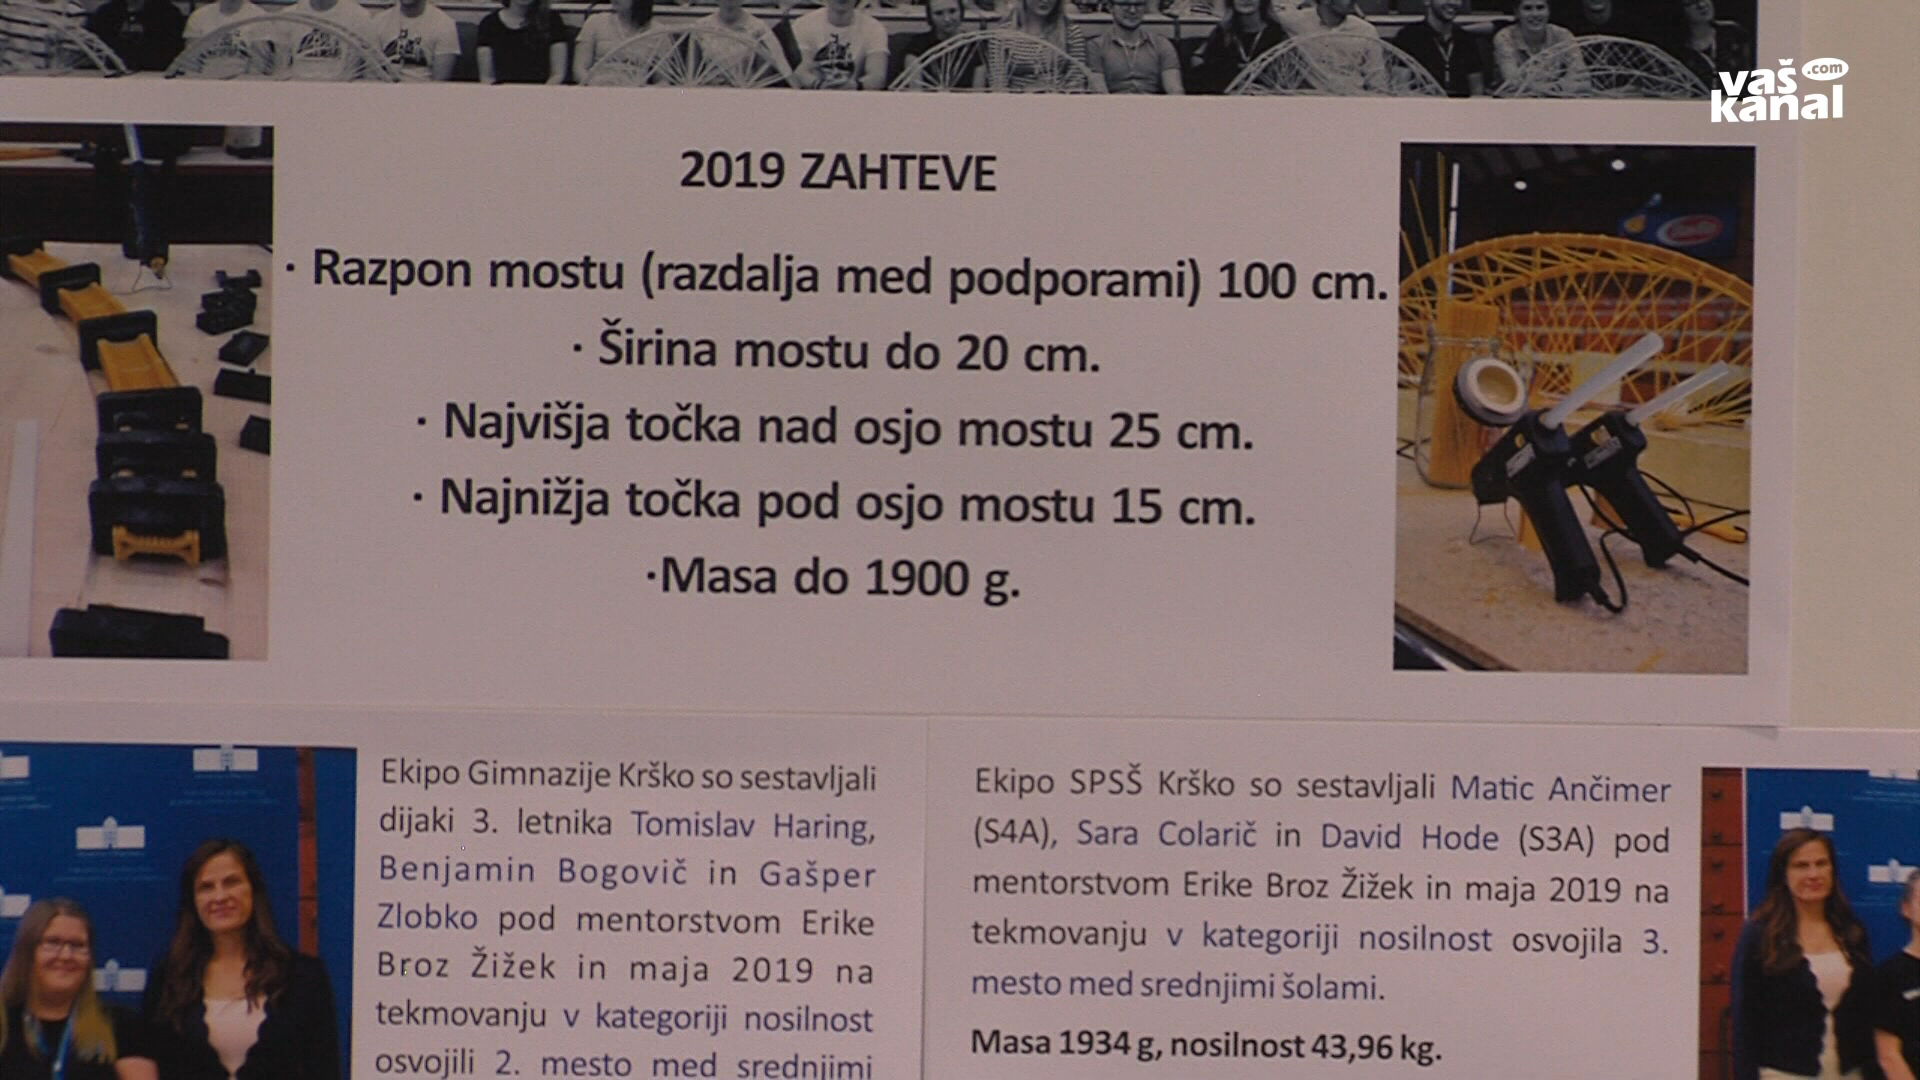 vaš .com
kanal
2019 ZAHTEVE
· Razpon mostu (razdalja med podporami) 100 cm.
· Širina mostu do 20 cm.
· Najvišja točka nad osjo mostu 25 cm.
· Najnižja točka pod osjo mostu 15 cm.
·Masa do 1900 g.
Ekipo Gimnazije Krško so sestavljali
dijaki 3. letnika Tomislav Haring,
Benjamin Bogovič in Gašper
Zlobko pod mentorstvom Erike
Broz Žižek in maja 2019 na
tekmovanju v kategoriji nosilnost
osvojili 2. mesto med srednjimi
Ekipo SPSŠ Krško so sestavljali Matic Ančimer
(S4A), Sara Colarič in David Hode (S3A) pod
mentorstvom Erike Broz Žižek in maja 2019 na
tekmovanju v kategoriji nosilnost osvojila 3.
mesto med srednjimi šolami.
Masa 1934 g, nosilnost 43,96 kg.